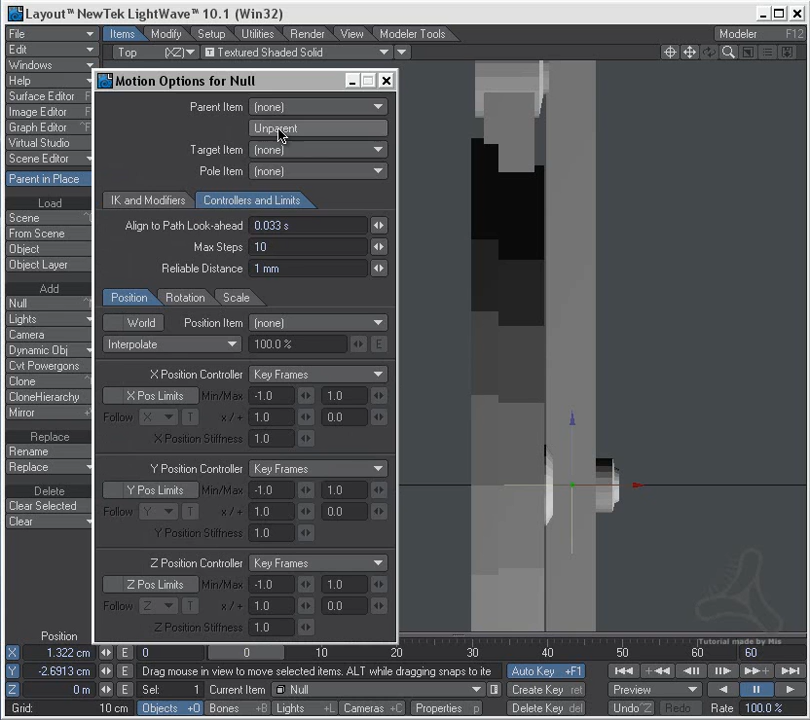 Layout™ NewTek LightWave™ 10.1 (Win32)
File Items Modify Setup Utilities Render View Modeler Tools Modeler F12
Edit Top (XZ) Textured Shaded Solid
Windows
Help
Surface Editor
Image Editor
Graph Editor
Virtual Studio
Scene Editor
Parent in Place
Load
Scene
From Scene
Object
Object Layer
Add
Null
Lights
Camera
Dynamic Obj
Cvt Powergons
Clone
CloneHierarchy
Mirror
Replace
Rename
Replace
Delete
Clear Selected
Clear
Motion Options for Null
Parent Item (none)
Unparent
Target Item (none)
Pole Item (none)
IK and Modifiers Controllers and Limits
Align to Path Look-ahead 0.033 s
Max Steps 10
Reliable Distance 1 mm
Position Rotation Scale
World Position Item (none)
Interpolate 100.0 % E
X Position Controller Key Frames
X Pos Limits Min/Max -1.0 1.0
Follow X T x / + 1.0 0.0
X Position Stiffness 1.0
Y Position Controller Key Frames
Y Pos Limits Min/Max -1.0 1.0
Follow Y T x / + 1.0 0.0
Y Position Stiffness 1.0
Z Position Controller Key Frames
Z Pos Limits Min/Max -1.0 1.0
Follow Z T x / + 1.0 0.0
Z Position Stiffness 1.0
Tutorial made by Mis
Position
X 1.322 cm E 0 0 30 40 50 60 60
Y -2.6913 cm E Drag mouse in view to move selected items. ALT while dragging snaps to ite Auto Key +F1
Z 0 m E Sel: 1 Current Item Null Create Key ret Preview
Grid: 10 cm Objects +O Bones +B Lights +L Cameras +C Properties p Delete Key Del Undo ^Z Rate 100.0 %